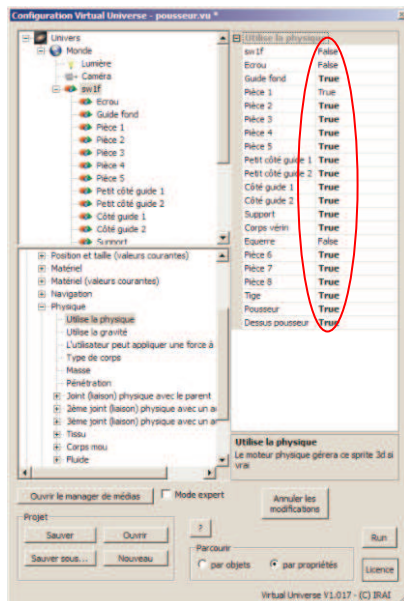 Configuration Virtual Universe - pousseur.vu *
Univers
Monde
Lumière
Caméra
sw1f
Ecrou
Guide fond
Pièce 1
Pièce 2
Pièce 3
Pièce 4
Pièce 5
Petit côté guide 1
Petit côté guide 2
Côté guide 1
Côté guide 2
Support
Position et taille (valeurs courantes)
Matériel
Matériel (valeurs courantes)
Navigation
Physique
Utilise la physique
Utilise la gravité
L'utilisateur peut appliquer une force à
Type de corps
Masse
Pénétration
Joint (liaison) physique avec le parent
2ème joint (liaison) physique avec un a
3ème joint (liaison) physique avec un a
Tissu
Corps mou
Fluide
Utilise la physique
sw1f False
Ecrou False
Guide fond True
Pièce 1 True
Pièce 2 True
Pièce 3 True
Pièce 4 True
Pièce 5 True
Petit côté guide 1 True
Petit côté guide 2 True
Côté guide 1 True
Côté guide 2 True
Support True
Corps vérin True
Equerre False
Pièce 6 True
Pièce 7 True
Pièce 8 True
Tige True
Pousseur True
Dessus pousseur True
Utilise la physique
Le moteur physique gérera ce sprite 3d si
vrai
Ouvrir le manager de médias
Mode expert
Annuler les
modifications
Projet
Sauver
Ouvrir
Sauver sous...
Nouveau
?
Parcourir
par objets
par propriétés
Run
Licence
Virtual Universe V1.017 - (C) IRAI